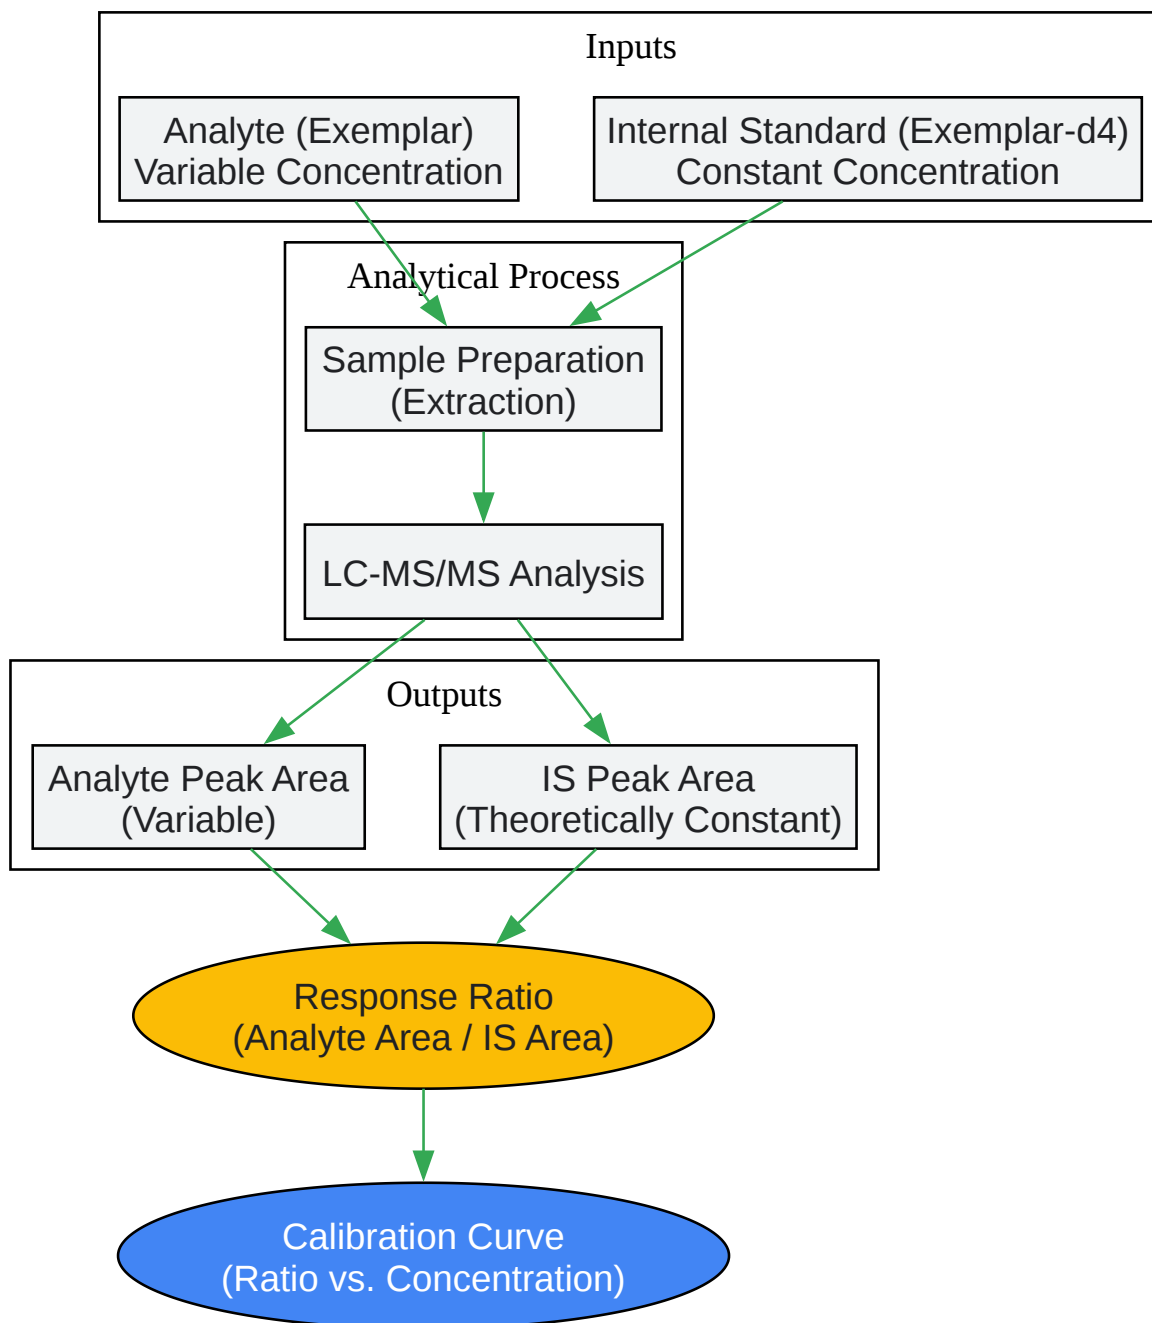 Inputs
Analyte (Exemplar)
Variable Concentration
Internal Standard (Exemplar-d4)
Constant Concentration
Analytical Process
Sample Preparation
(Extraction)
LC-MS/MS Analysis
Outputs
Analyte Peak Area
(Variable)
IS Peak Area
(Theoretically Constant)
Response Ratio
(Analyte Area / IS Area)
Calibration Curve
(Ratio vs. Concentration)